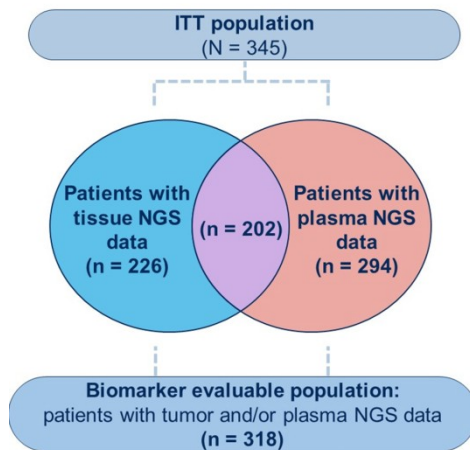 ITT population
(N = 345)
Patients with
tissue NGS
data
(n = 226)
(n = 202)
Patients with
plasma NGS
data
(n = 294)
Biomarker evaluable population:
patients with tumor and/or plasma NGS data
(n = 318)